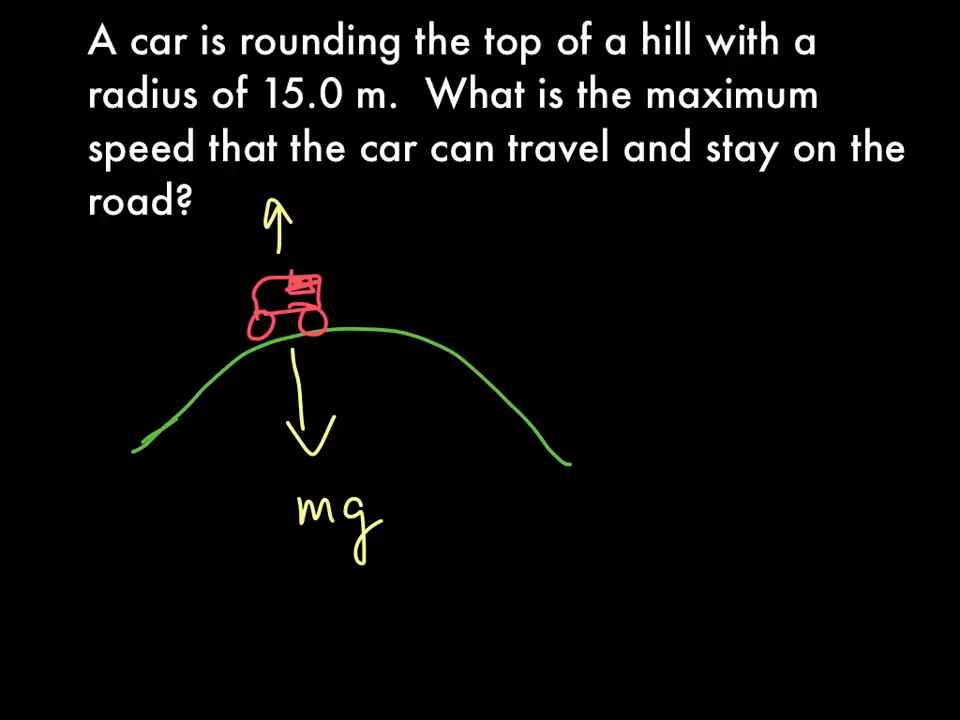 A car is rounding the top of a hill with a
radius of 15.0 m.  What is the maximum
speed that the car can travel and stay on the
road?
mg